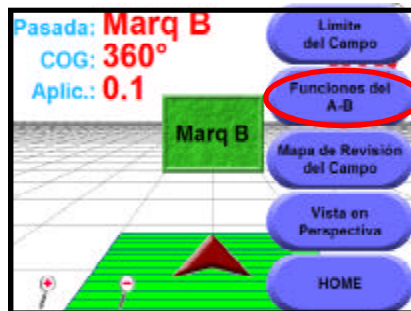 Pasada: Marq B
COG: 360°
Aplic.: 0.1
Marq B
Limite
del Campo
Funciones del
A-B
Mapa de Revisión
del Campo
Vista en
Perspectiva
HOME